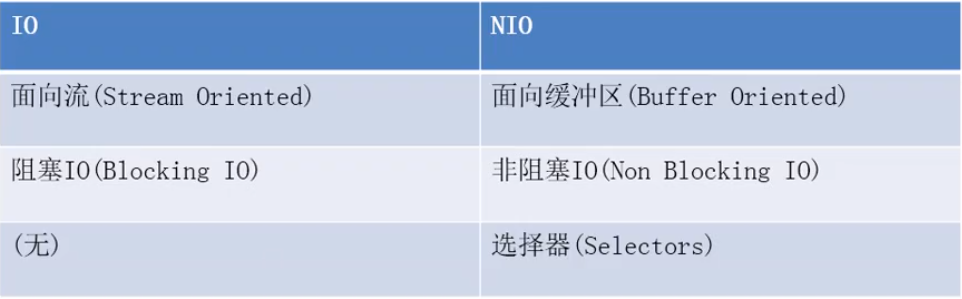 IO
NIO
面向流(Stream Oriented)
面向缓冲区(Buffer Oriented)
阻塞IO(Blocking IO)
非阻塞IO(Non Blocking IO)
(无)
选择器(Selectors)